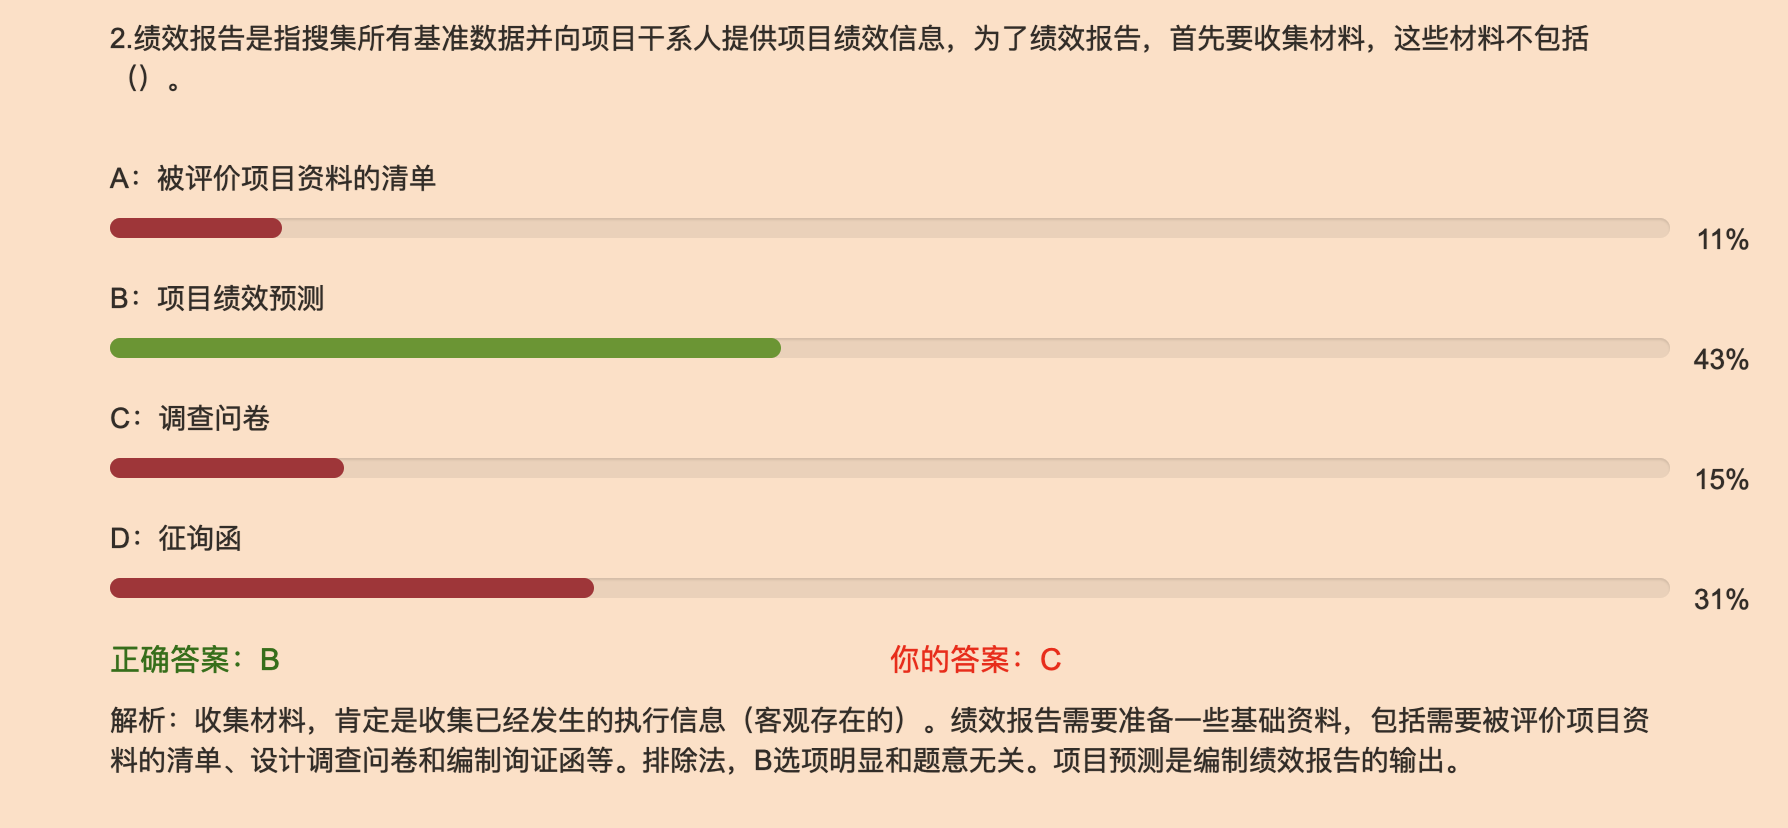 2.绩效报告是指搜集所有基准数据并向项目干系人提供项目绩效信息，为了绩效报告，首先要收集材料，这些材料不包括
（）。
A：被评价项目资料的清单
11%
B：项目绩效预测
43%
C：调查问卷
15%
D：征询函
31%
正确答案：B 你的答案：C
解析：收集材料，肯定是收集已经发生的执行信息（客观存在的）。绩效报告需要准备一些基础资料，包括需要被评价项目资
料的清单、设计调查问卷和编制询证函等。排除法，B选项明显和题意无关。项目预测是编制绩效报告的输出。